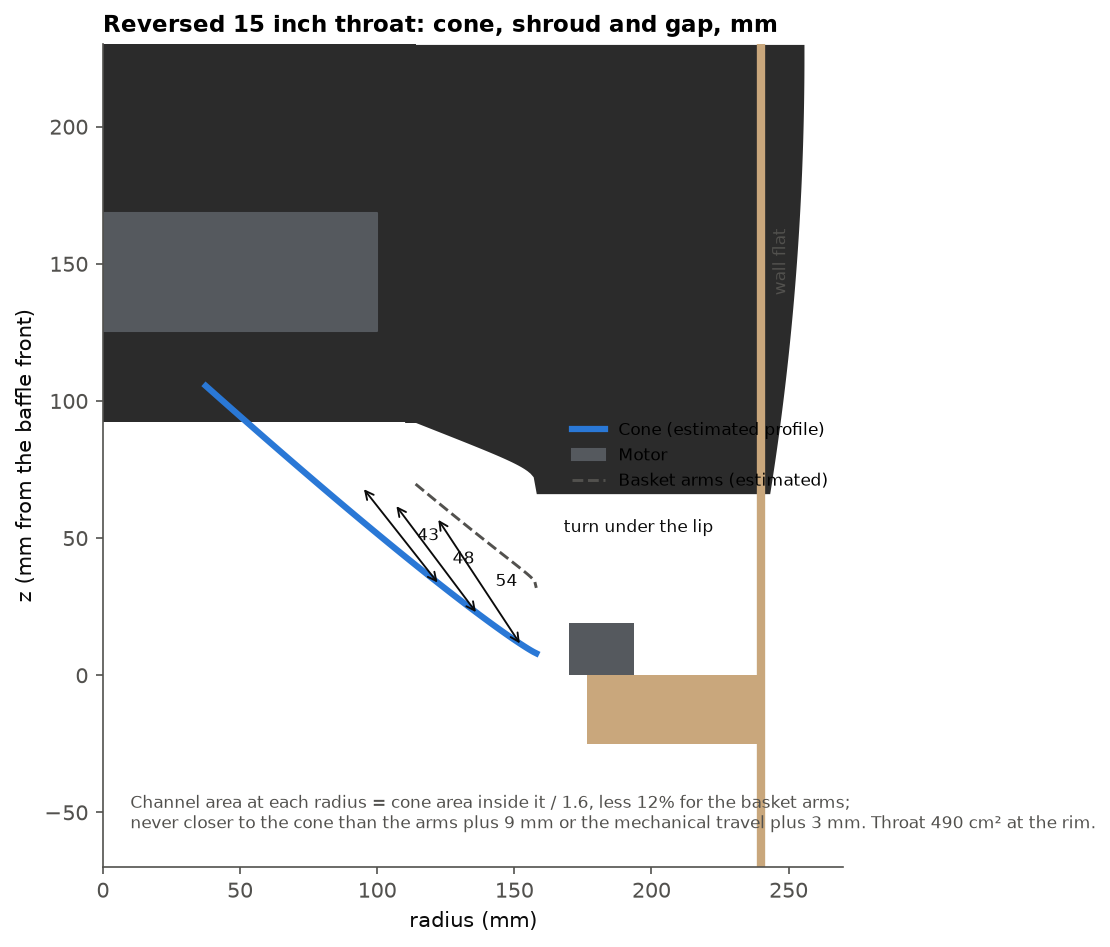 Reversed 15 inch throat: cone, shroud and gap, mm
z (mm from the baffle front)
200
150
100
50
0
−50
wall flat
Cone (estimated profile)
Motor
Basket arms (estimated)
turn under the lip
43
48
54
Channel area at each radius = cone area inside it / 1.6, less 12% for the basket arms;
never closer to the cone than the arms plus 9 mm or the mechanical travel plus 3 mm. Throat 490 cm² at the rim.
0
50
100
150
200
250
radius (mm)